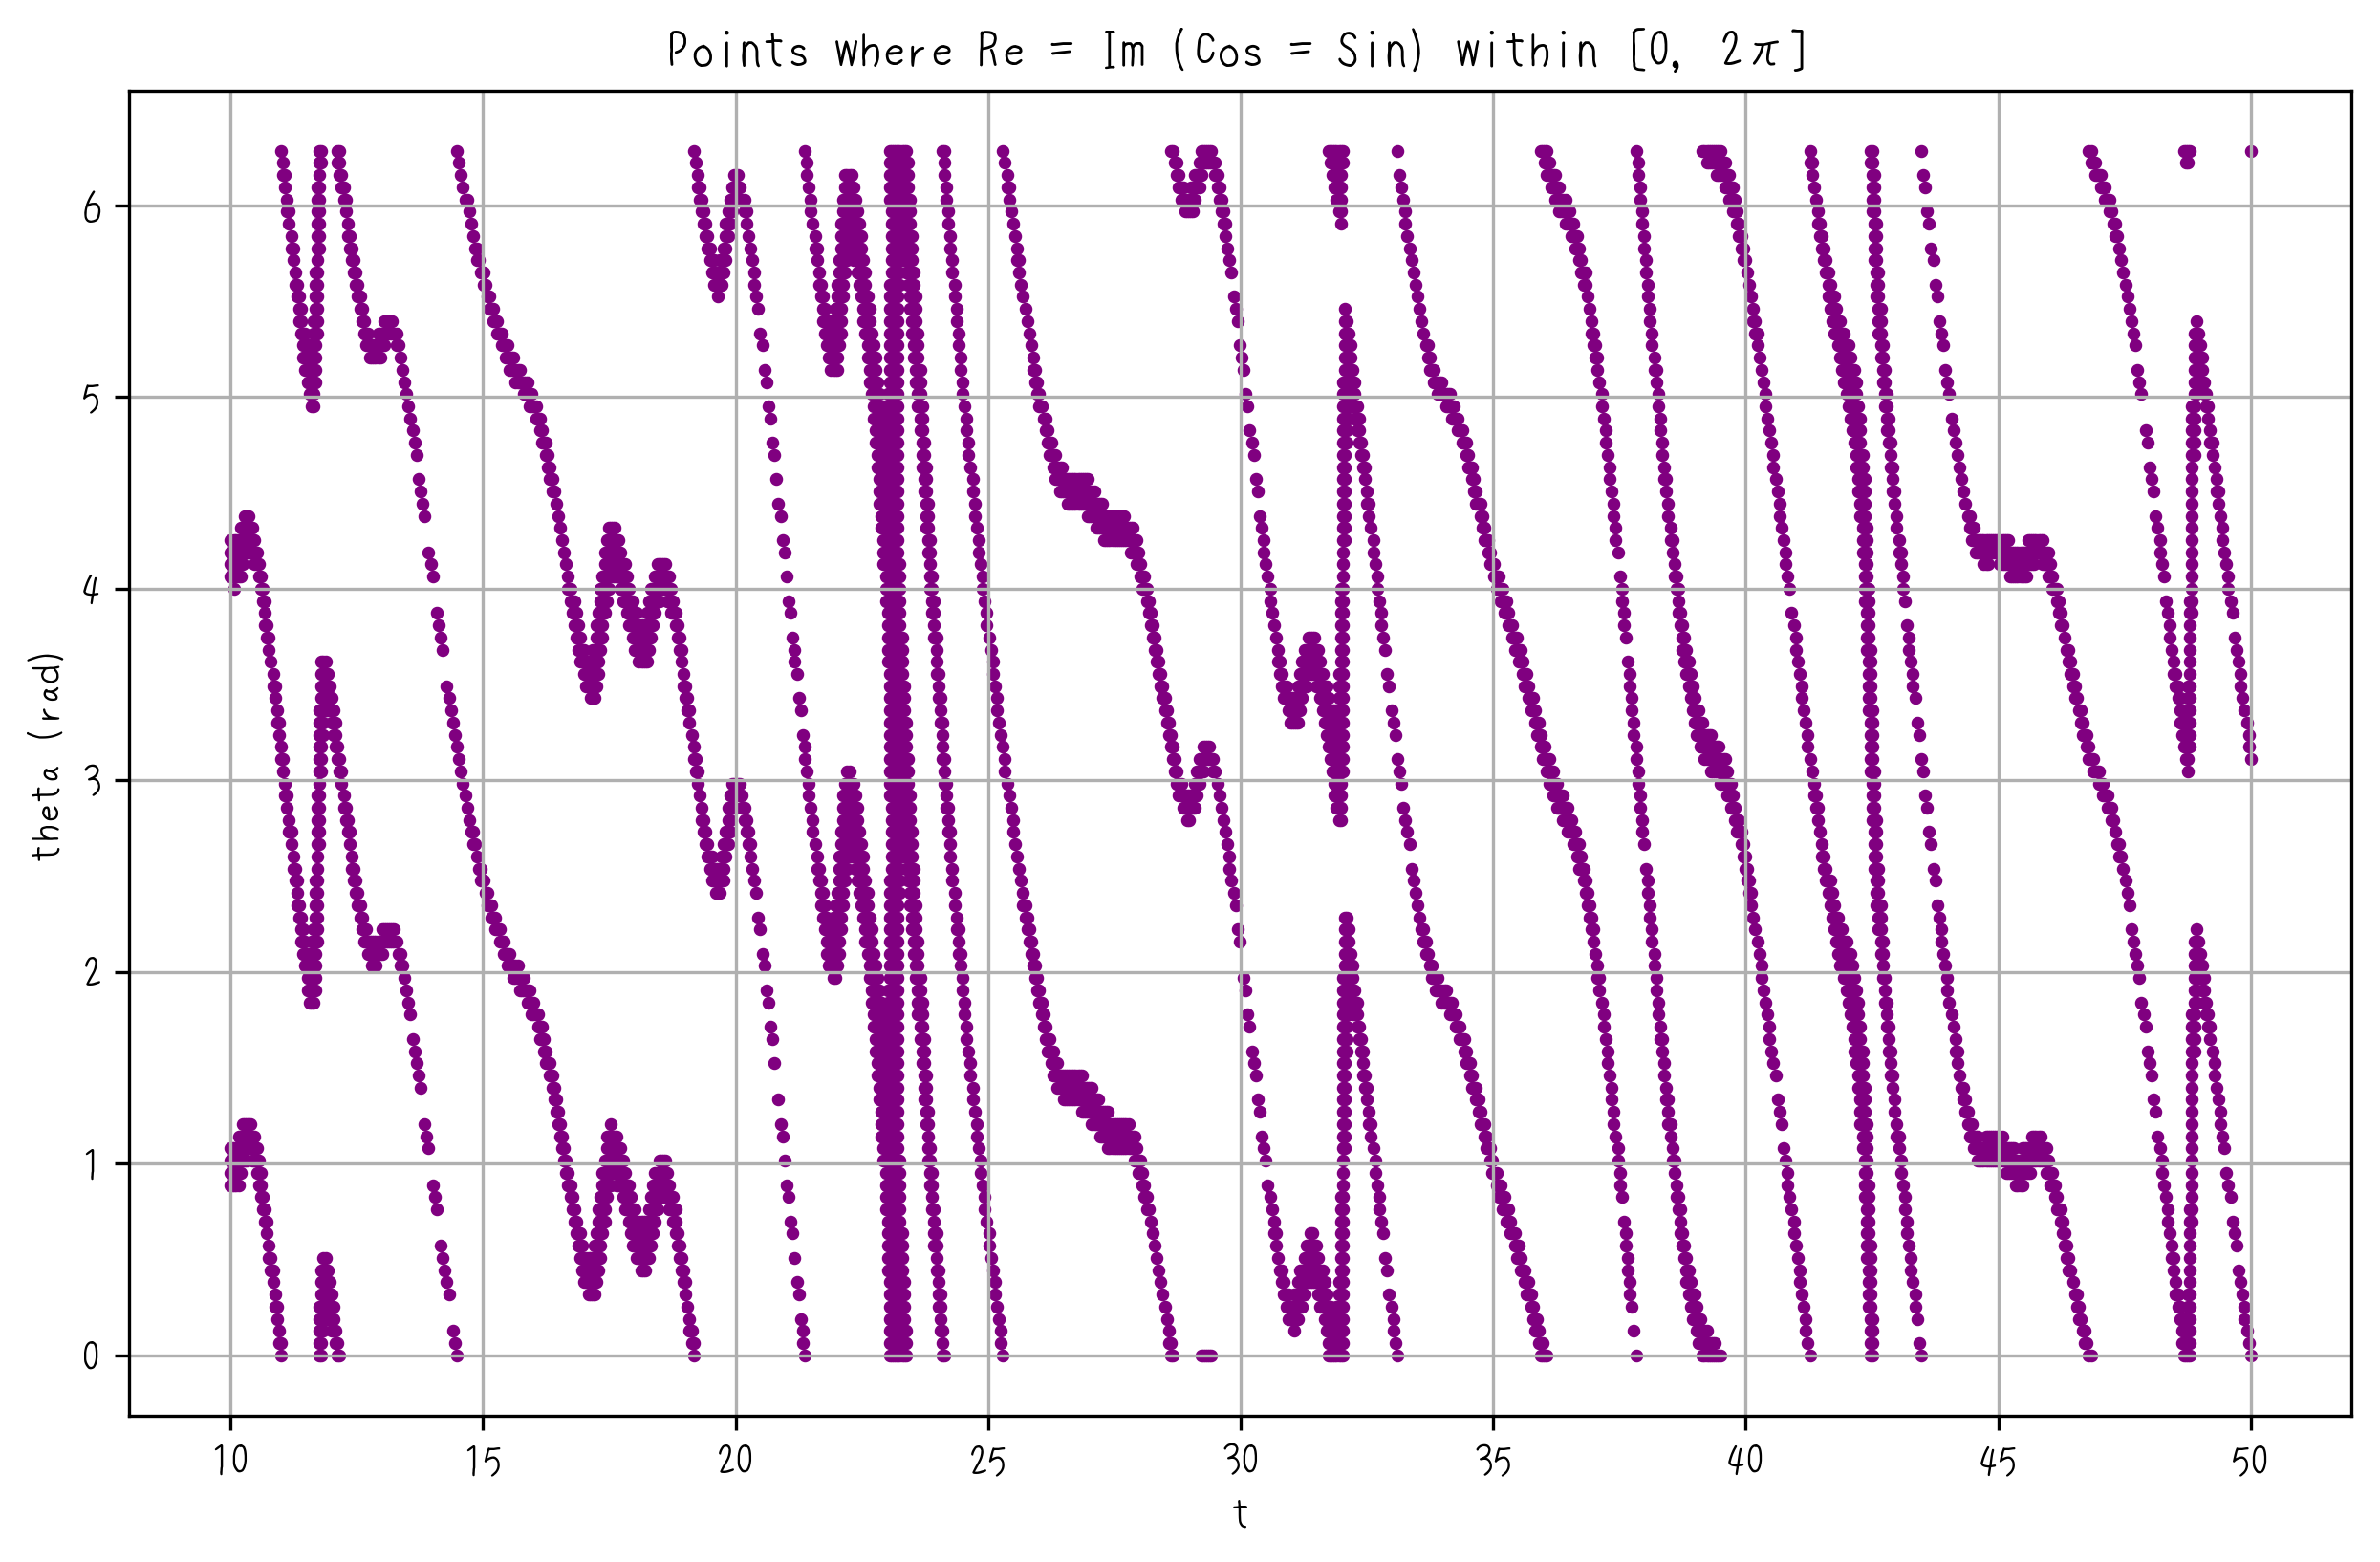 Points where Re = Im (Cos = Sin) within [0, 2π]
theta (rad)
6
5
4
3
2
1
0
10 15 20 25 30 35 40 45 50
t